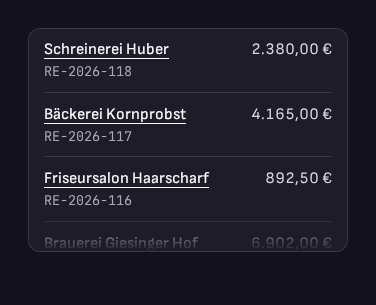 Schreinerei Huber 2.380,00 €
RE-2026-118
Bäckerei Kornprobst 4.165,00 €
RE-2026-117
Friseursalon Haarscharf 892,50 €
RE-2026-116
Brauerei Giesinger Hof 6.902,00 €